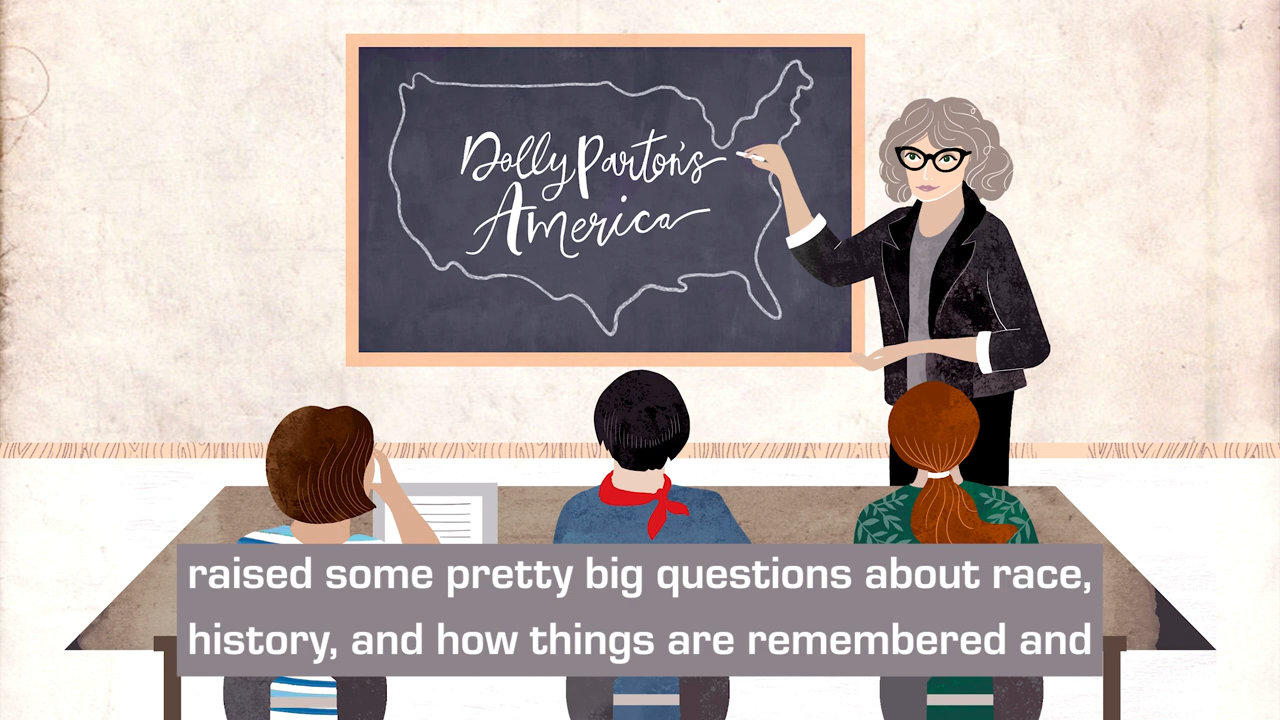 Dolly Parton's
America
raised some pretty big questions about race,
history, and how things are remembered and